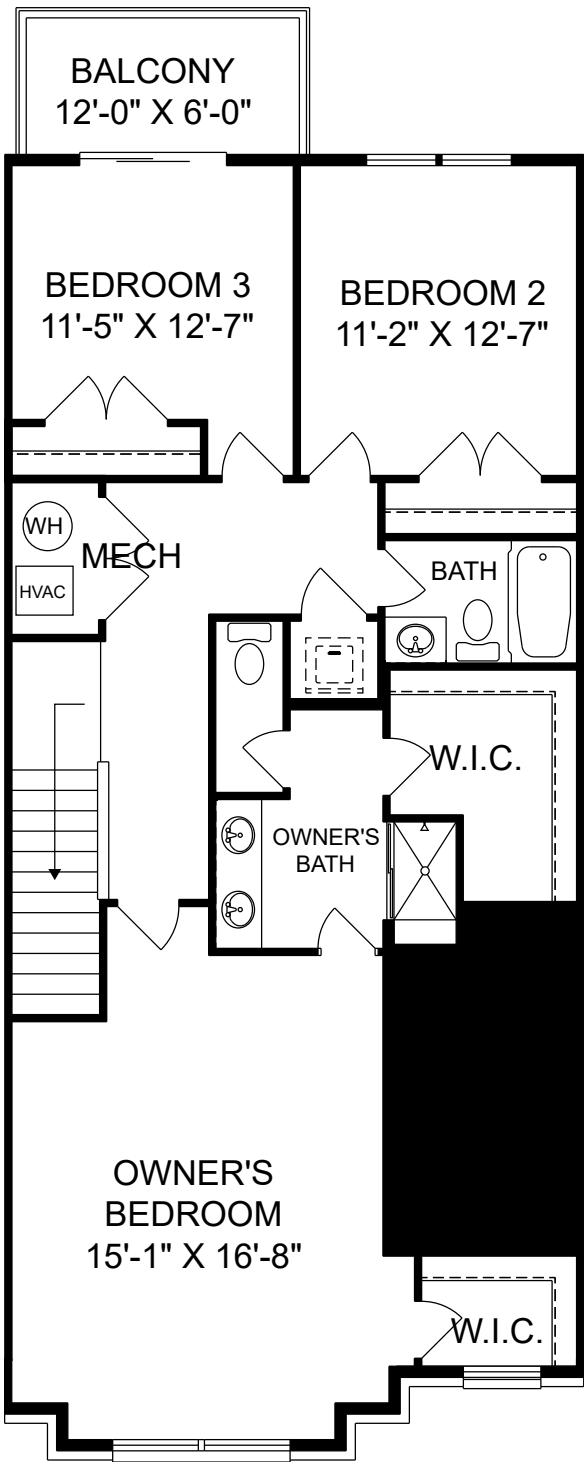 BALCONY
12'-0" X 6'-0"
BEDROOM 3
11'-5" X 12'-7"
BEDROOM 2
11'-2" X 12'-7"
WH
MECH
HVAC
BATH
W.I.C.
OWNER'S
BATH
OWNER'S
BEDROOM
15'-1" X 16'-8"
W.I.C.